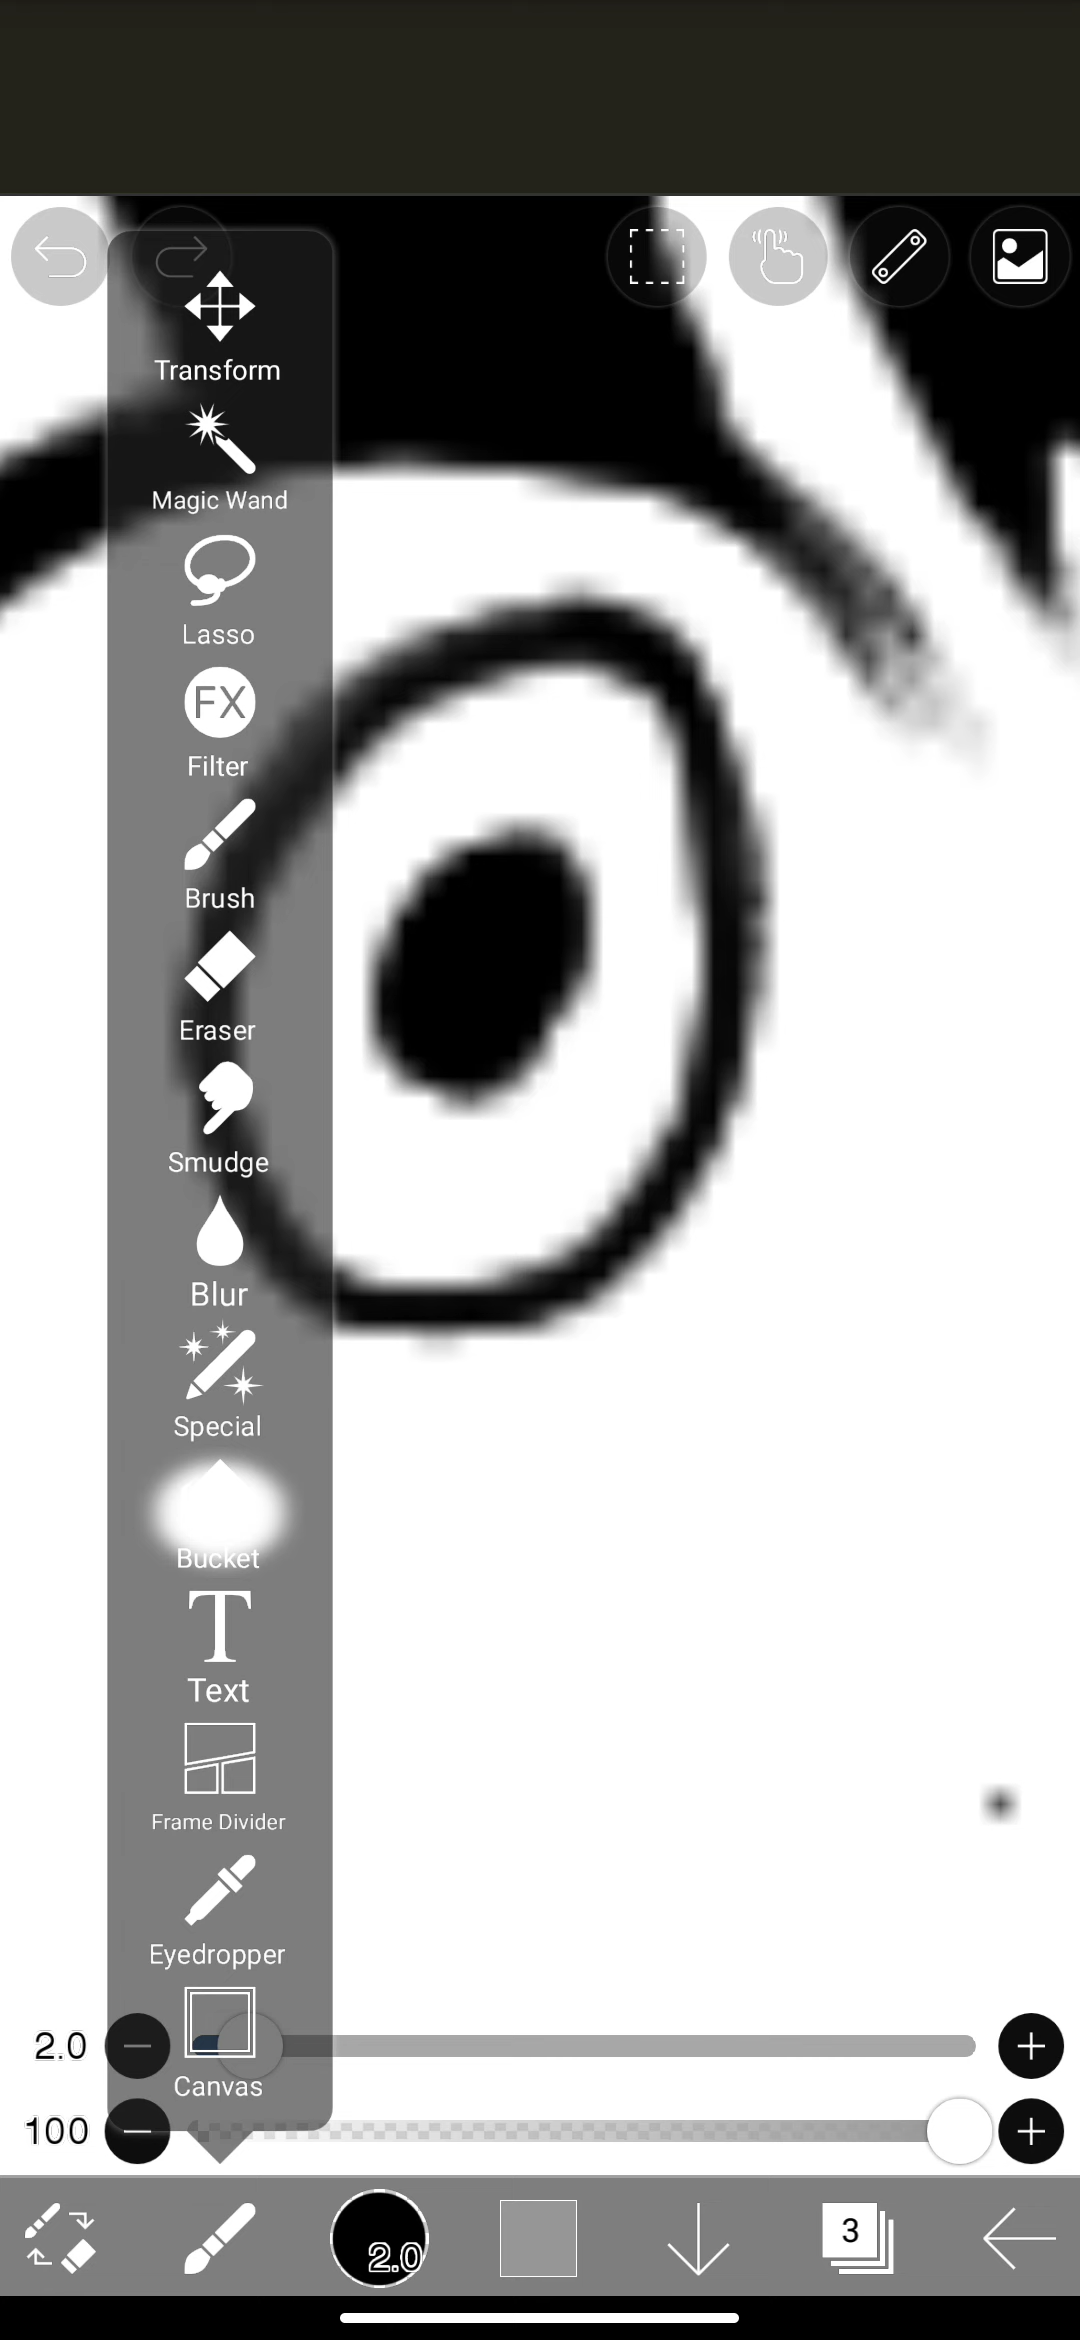 Transform
Magic Wand
Lasso
FX
Filter
Brush
Eraser
Smudge
Blur
Special
Bucket
T
Text
Frame Divider
Eyedropper
2.0
Canvas
100
2.0
3